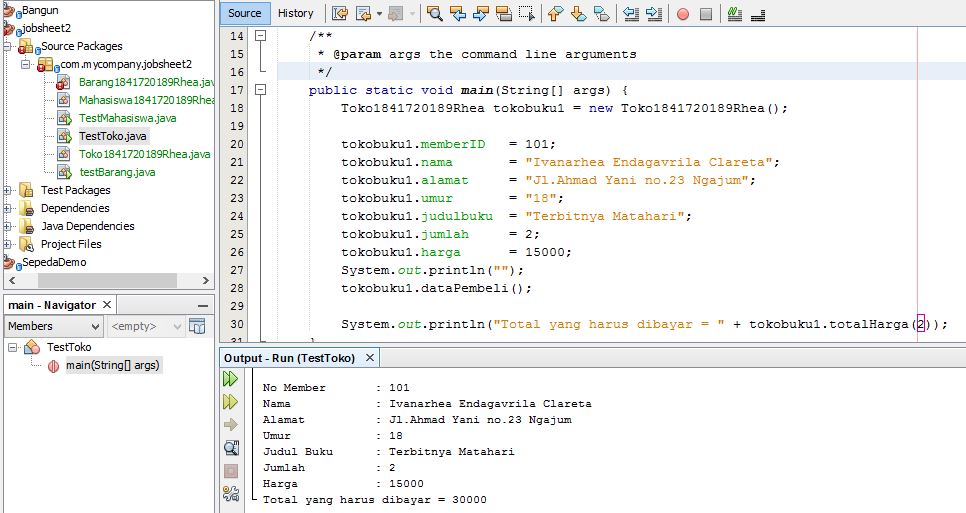 Bangun
jobsheet2
Source Packages
com.mycompany.jobsheet2
Barang1841720189Rhea.jav
Mahasiswa1841720189Rhea
TestMahasiswa.java
TestToko.java
Toko1841720189Rhea.java
testBarang.java
Test Packages
Dependencies
Java Dependencies
Project Files
SepedaDemo
main - Navigator
Members
<empty>
TestToko
main(String[] args)
Source History
14 /**
15 * @param args the command line arguments
16 */
17 public static void main(String[] args) {
18 Toko1841720189Rhea tokobuku1 = new Toko1841720189Rhea();
19
20 tokobuku1.memberID = 101;
21 tokobuku1.nama = "Ivanarhea Endagavrila Clareta";
22 tokobuku1.alamat = "Jl.Ahmad Yani no.23 Ngajum";
23 tokobuku1.umur = "18";
24 tokobuku1.judulbuku = "Terbitnya Matahari";
25 tokobuku1.jumlah = 2;
26 tokobuku1.harga = 15000;
27 System.out.println("");
28 tokobuku1.dataPembeli();
29
30 System.out.println("Total yang harus dibayar = " + tokobuku1.totalHarga(2));
Output - Run (TestToko)
No Member : 101
Nama : Ivanarhea Endagavrila Clareta
Alamat : Jl.Ahmad Yani no.23 Ngajum
Umur : 18
Judul Buku : Terbitnya Matahari
Jumlah : 2
Harga : 15000
Total yang harus dibayar = 30000